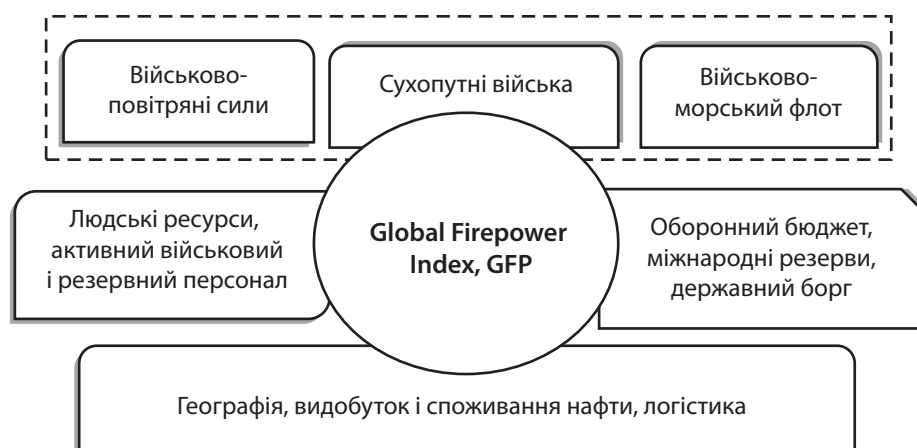 Військово-
повітряні сили
Сухопутні війська
Військово-
морський флот
Людські ресурси,
активний військовий
і резервний персонал
Global Firepower
Index, GFP
Оборонний бюджет,
міжнародні резерви,
державний борг
Географія, видобуток і споживання нафти, логістика